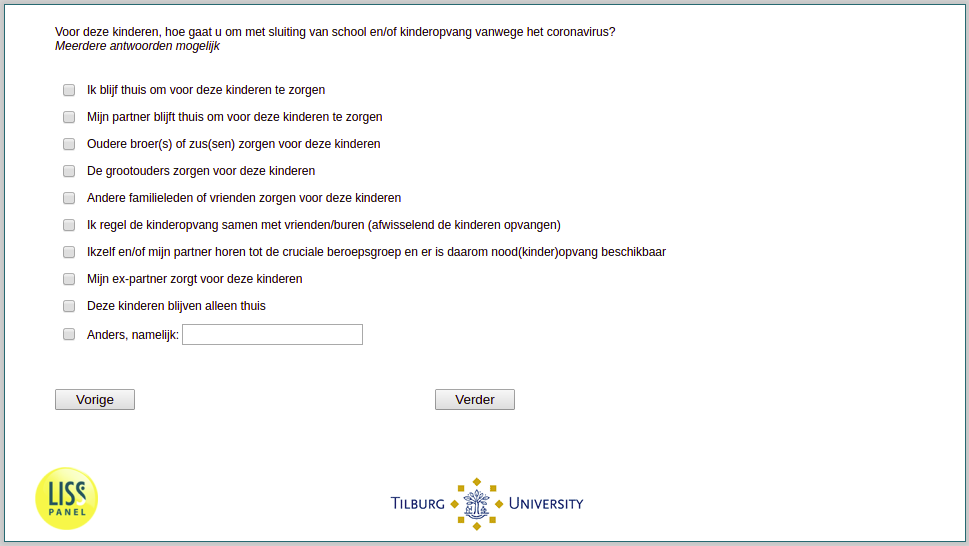 Voor deze kinderen, hoe gaat u om met sluiting van school en/of kinderopvang vanwege het coronavirus?
Meerdere antwoorden mogelijk
Ik blijf thuis om voor deze kinderen te zorgen
Mijn partner blijft thuis om voor deze kinderen te zorgen
Oudere broer(s) of zus(sen) zorgen voor deze kinderen
De grootouders zorgen voor deze kinderen
Andere familieleden of vrienden zorgen voor deze kinderen
Ik regel de kinderopvang samen met vrienden/buren (afwisselend de kinderen opvangen)
Ikzelf en/of mijn partner horen tot de cruciale beroepsgroep en er is daarom nood(kinder)opvang beschikbaar
Mijn ex-partner zorgt voor deze kinderen
Deze kinderen blijven alleen thuis
Anders, namelijk:
Vorige Verder
LISS
PANEL
TILBURG UNIVERSITY